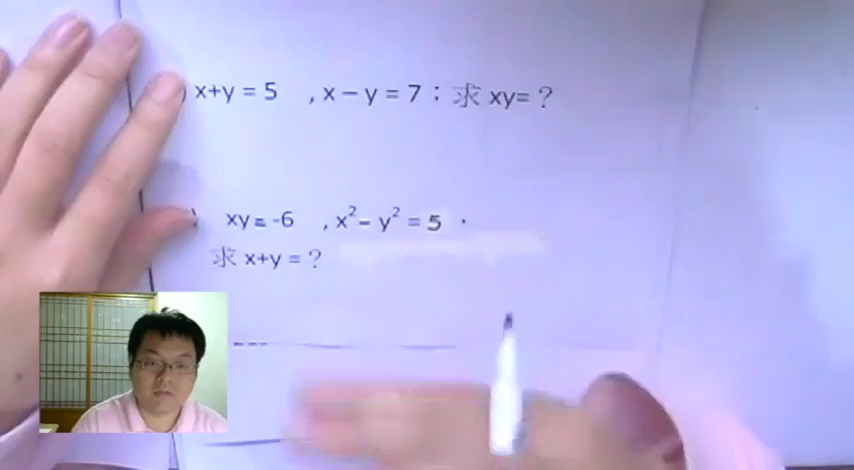 ) x+y = 5 , x－y = 7；求 xy=？
xy = -6 , x²－ y² = 5 ,
求 x+y =？